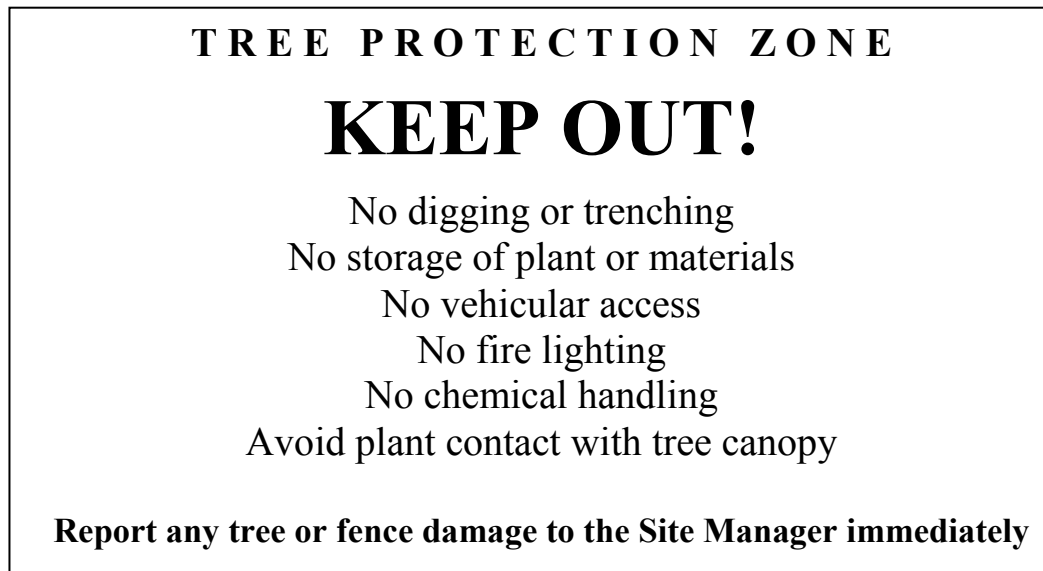 TREE PROTECTION ZONE
KEEP OUT!
No digging or trenching
No storage of plant or materials
No vehicular access
No fire lighting
No chemical handling
Avoid plant contact with tree canopy
Report any tree or fence damage to the Site Manager immediately